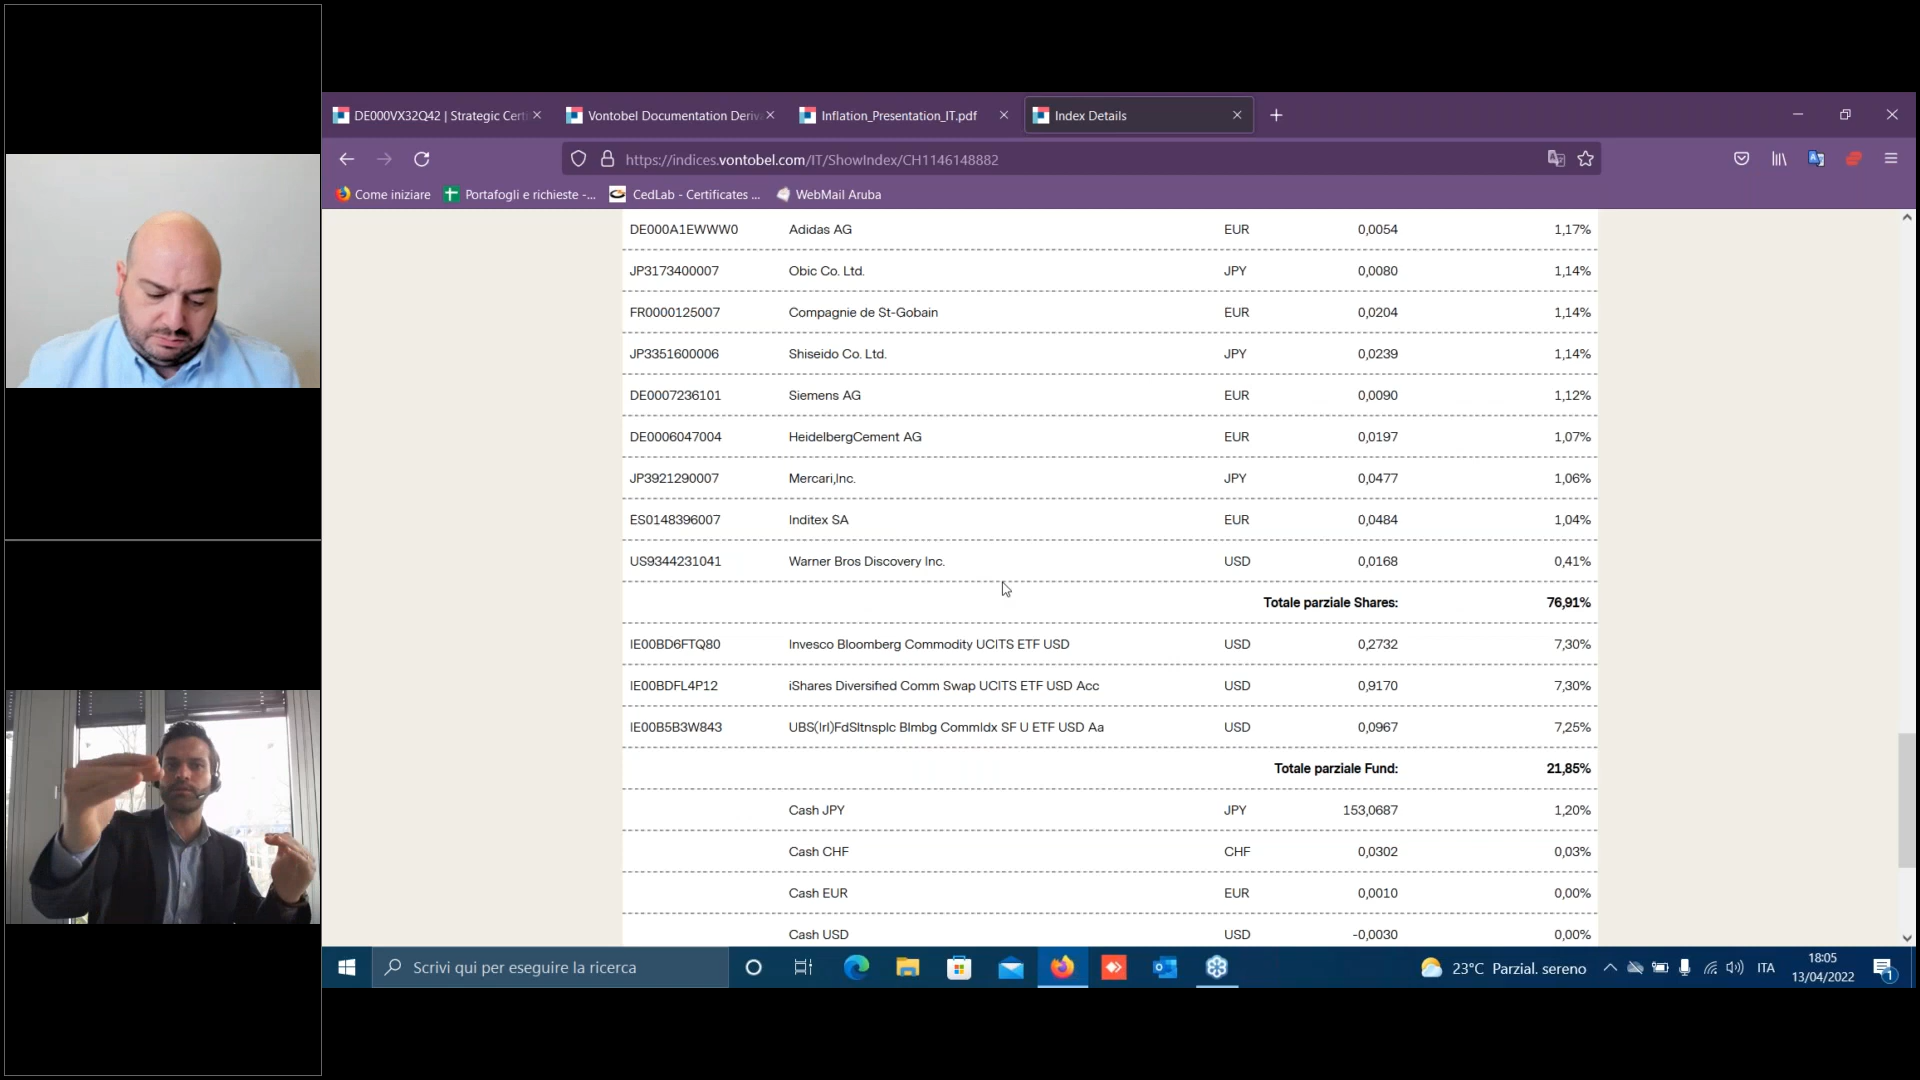 DE000VX32Q42 | Strategic Certi
Vontobel Documentation Deriv
Inflation_Presentation_IT.pdf
Index Details
https://indices.vontobel.com/IT/ShowIndex/CH1146148882
Come iniziare
Portafogli e richieste -...
CedLab - Certificates ...
WebMail Aruba
DE000A1EWWW0 Adidas AG EUR 0,0054 1,17%
JP3173400007 Obic Co. Ltd. JPY 0,0080 1,14%
FR0000125007 Compagnie de St-Gobain EUR 0,0204 1,14%
JP3351600006 Shiseido Co. Ltd. JPY 0,0239 1,14%
DE0007236101 Siemens AG EUR 0,0090 1,12%
DE0006047004 HeidelbergCement AG EUR 0,0197 1,07%
JP3921290007 Mercari,Inc. JPY 0,0477 1,06%
ES0148396007 Inditex SA EUR 0,0484 1,04%
US9344231041 Warner Bros Discovery Inc. USD 0,0168 0,41%
Totale parziale Shares: 76,91%
IE00BD6FTQ80 Invesco Bloomberg Commodity UCITS ETF USD USD 0,2732 7,30%
IE00BDFL4P12 iShares Diversified Comm Swap UCITS ETF USD Acc USD 0,9170 7,30%
IE00B5B3W843 UBS(Irl)FdSltnsplc Blmbg CommIdx SF U ETF USD Aa USD 0,0967 7,25%
Totale parziale Fund: 21,85%
Cash JPY JPY 153,0687 1,20%
Cash CHF CHF 0,0302 0,03%
Cash EUR EUR 0,0010 0,00%
Cash USD USD -0,0030 0,00%
Scrivi qui per eseguire la ricerca
23°C Parzial. sereno
ITA
18:05
13/04/2022
1